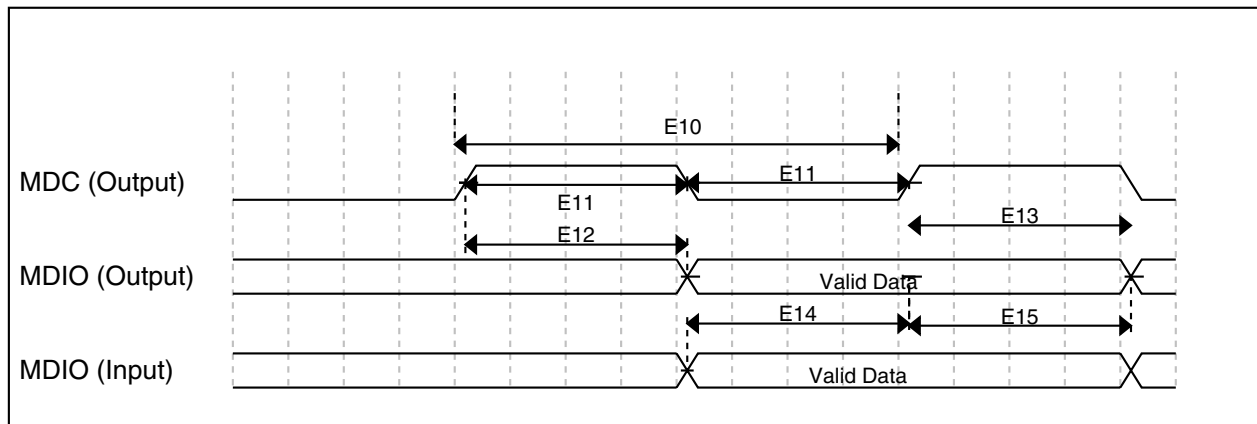 E10
MDC (Output)
E11
E11
E13
E12
MDIO (Output)
Valid Data
E14
E15
MDIO (Input)
Valid Data